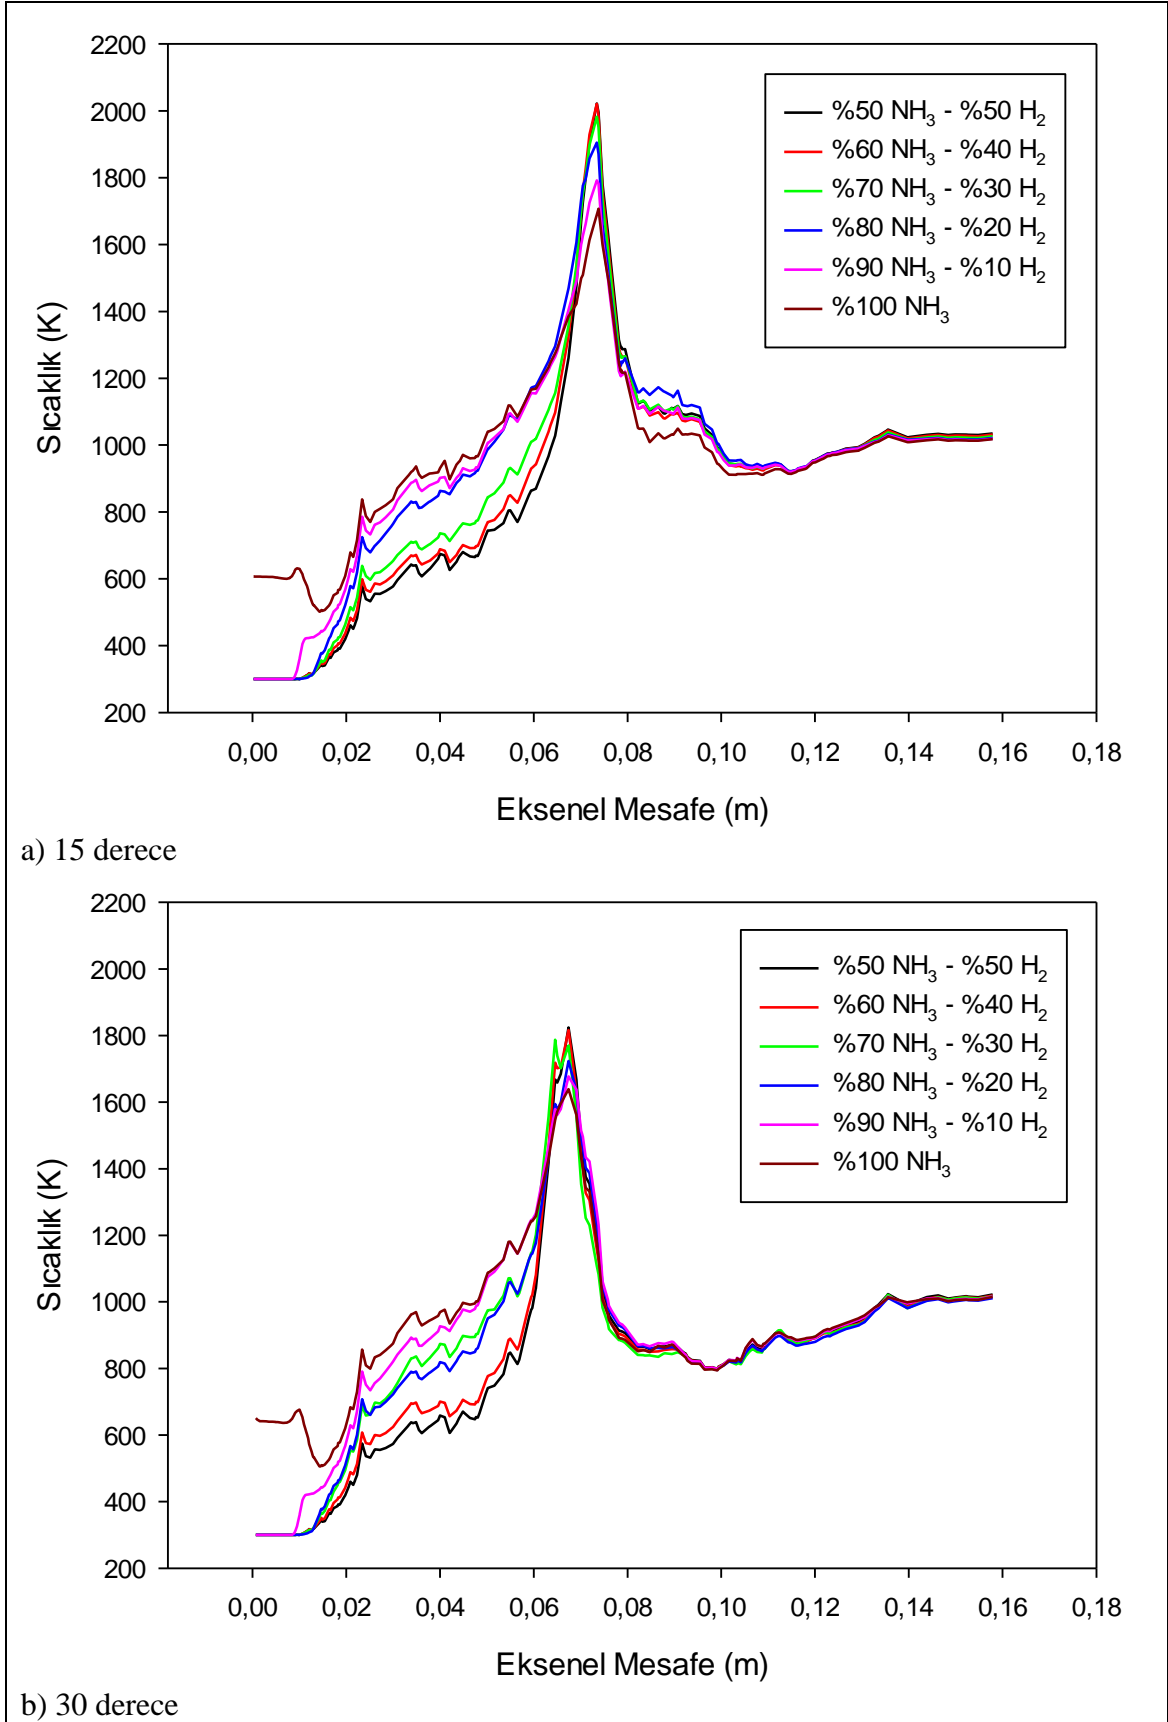 2200
2000
1800
1600
1400
1200
1000
800
600
400
200
Sıcaklık (K)
%50 NH₃ - %50 H₂
%60 NH₃ - %40 H₂
%70 NH₃ - %30 H₂
%80 NH₃ - %20 H₂
%90 NH₃ - %10 H₂
%100 NH₃
0,00 0,02 0,04 0,06 0,08 0,10 0,12 0,14 0,16 0,18
Eksenel Mesafe (m)
a) 15 derece
2200
2000
1800
1600
1400
1200
1000
800
600
400
200
Sıcaklık (K)
%50 NH₃ - %50 H₂
%60 NH₃ - %40 H₂
%70 NH₃ - %30 H₂
%80 NH₃ - %20 H₂
%90 NH₃ - %10 H₂
%100 NH₃
0,00 0,02 0,04 0,06 0,08 0,10 0,12 0,14 0,16 0,18
Eksenel Mesafe (m)
b) 30 derece